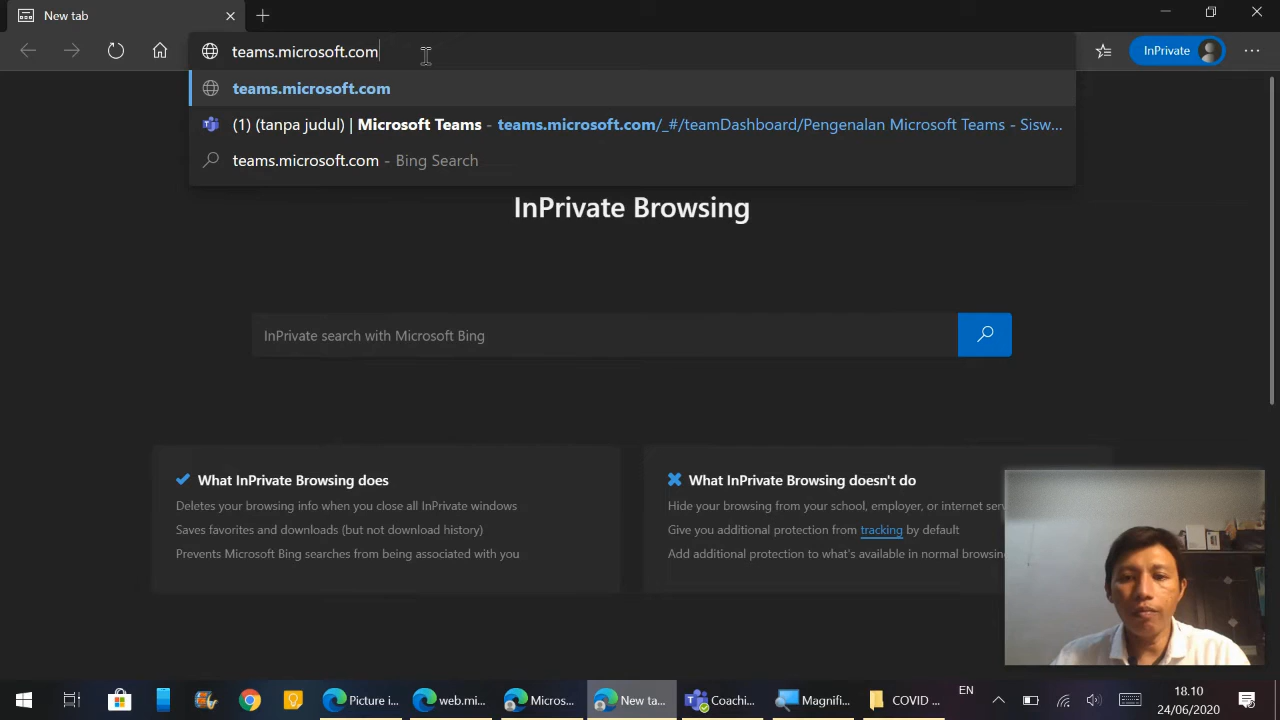 New tab
teams.microsoft.com
InPrivate
teams.microsoft.com
(1) (tanpa judul) | Microsoft Teams - teams.microsoft.com/_#/teamDashboard/Pengenalan Microsoft Teams - Sisw...
teams.microsoft.com - Bing Search
InPrivate Browsing
InPrivate search with Microsoft Bing
What InPrivate Browsing does
Deletes your browsing info when you close all InPrivate windows
Saves favorites and downloads (but not download history)
Prevents Microsoft Bing searches from being associated with you
What InPrivate Browsing doesn't do
Hide your browsing from your school, employer, or internet serv
Give you additional protection from tracking by default
Add additional protection to what's available in normal browsing
Picture i...
web.mi...
Micros...
New ta...
Coachi...
Magnifi...
COVID ...
EN
18.10
24/06/2020